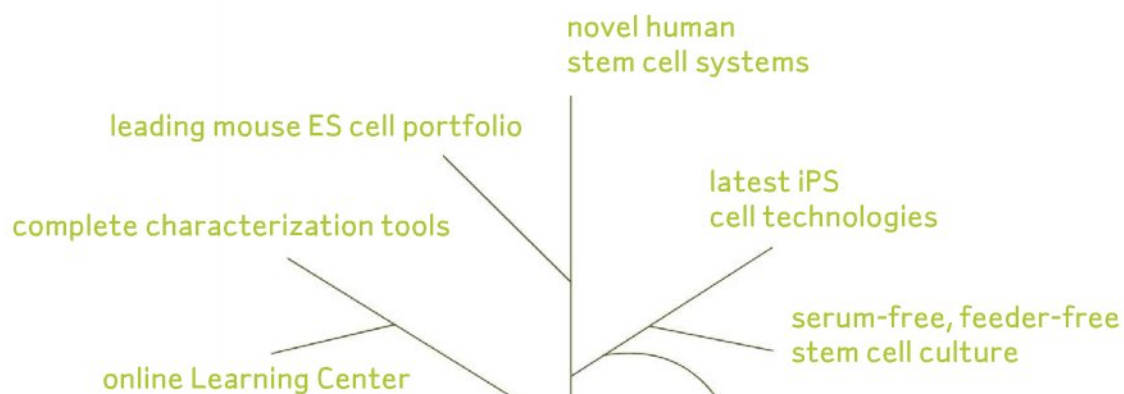 novel human
stem cell systems
leading mouse ES cell portfolio
latest iPS
cell technologies
complete characterization tools
serum-free, feeder-free
stem cell culture
online Learning Center